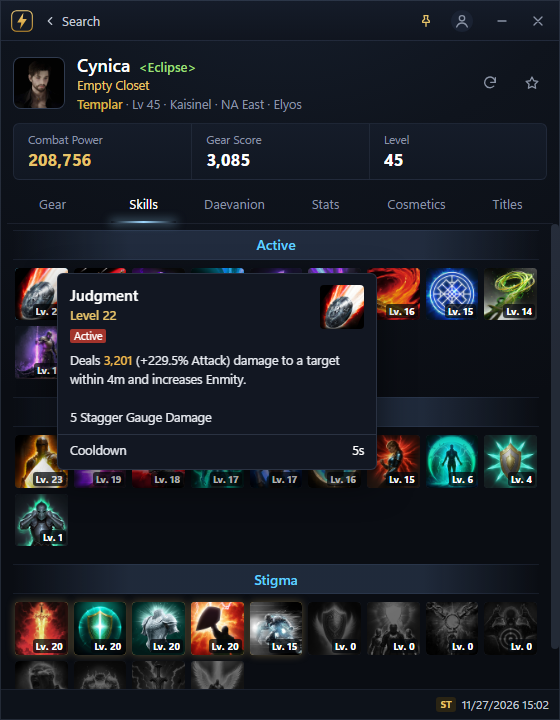 Search
Cynica <Eclipse>
Empty Closet
Templar · Lv 45 · Kaisinel · NA East · Elyos
Combat Power
208,756
Gear Score
3,085
Level
45
Gear
Skills
Daevanion
Stats
Cosmetics
Titles
Active
Lv. 2
Lv. 16
Lv. 15
Lv. 14
Lv. 1
Judgment
Level 22
Active
Deals 3,201 (+229.5% Attack) damage to a target
within 4m and increases Enmity.
5 Stagger Gauge Damage
Cooldown
5s
Lv. 23
Lv. 19
Lv. 18
Lv. 17
Lv. 17
Lv. 16
Lv. 15
Lv. 6
Lv. 4
Lv. 1
Stigma
Lv. 20
Lv. 20
Lv. 20
Lv. 20
Lv. 15
Lv. 0
Lv. 0
Lv. 0
Lv. 0
ST 11/27/2026 15:02